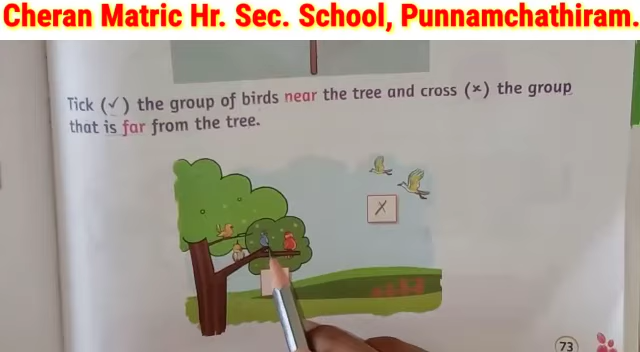 Cheran Matric Hr. Sec. School, Punnamchathiram.
Tick (✓) the group of birds near the tree and cross (×) the group
that is far from the tree.
×
73